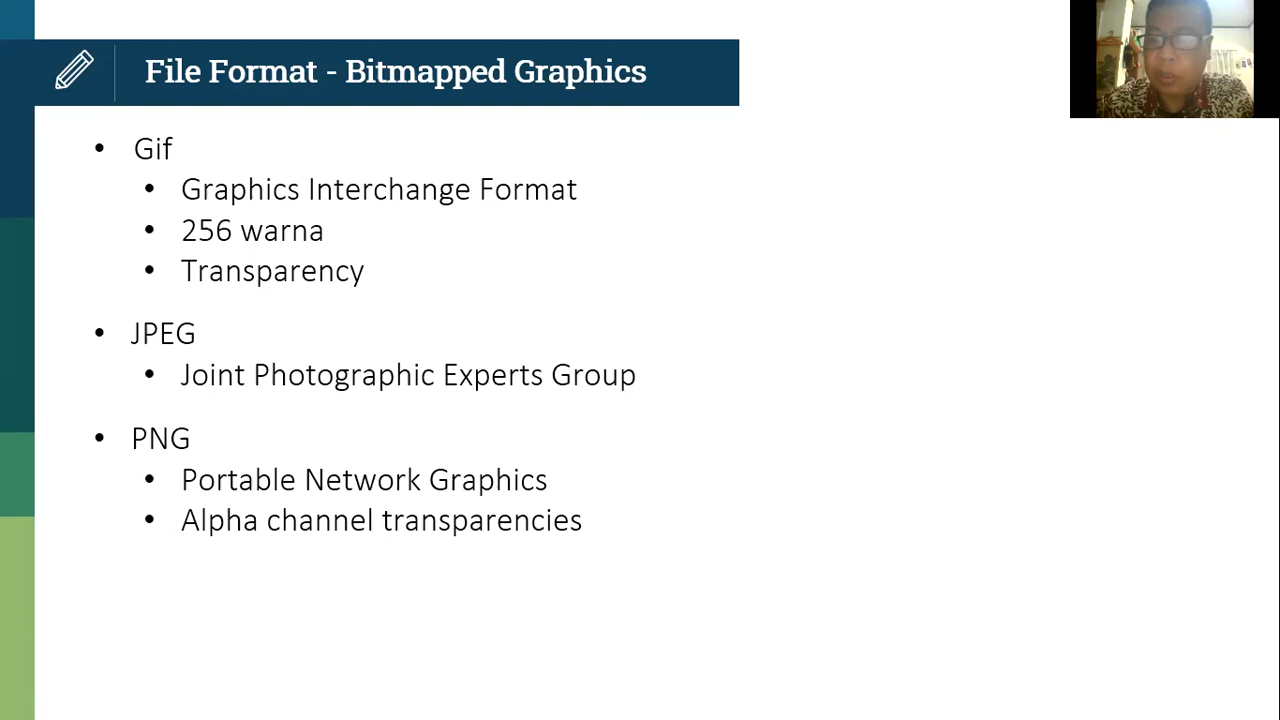 File Format - Bitmapped Graphics
Gif
Graphics Interchange Format
256 warna
Transparency
JPEG
Joint Photographic Experts Group
PNG
Portable Network Graphics
Alpha channel transparencies